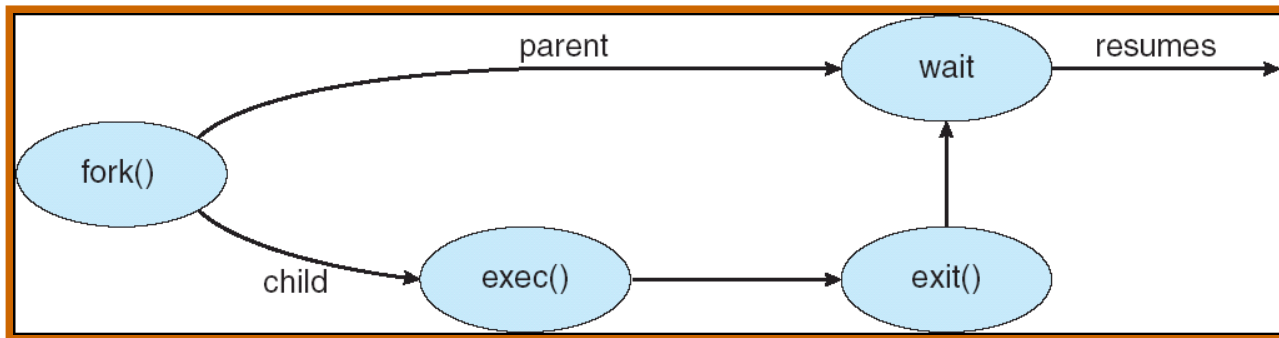 parent
resumes
wait
fork()
child
exec()
exit()